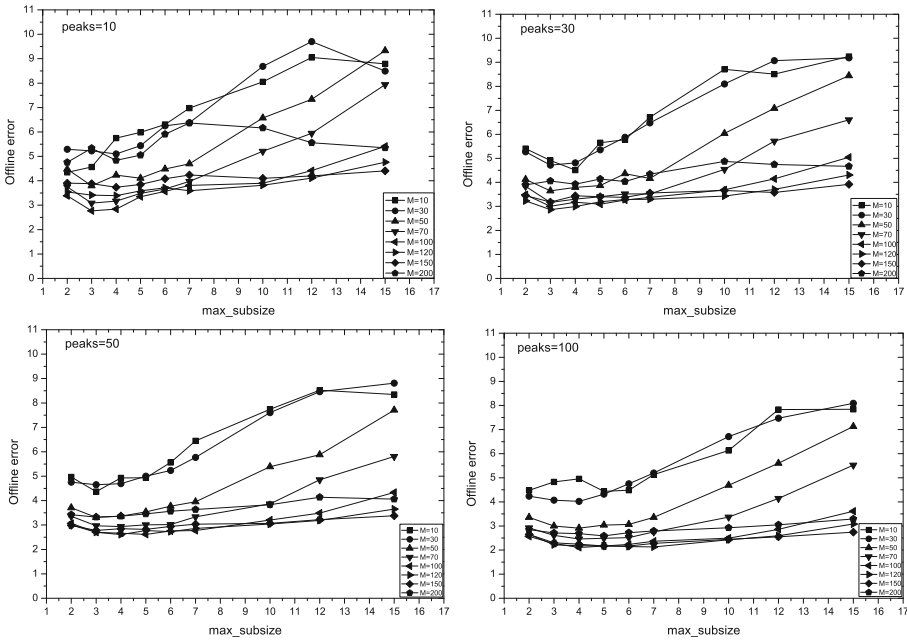 peaks=10
11
10
9
8
7
6
5
4
3
2
1
0
Offline error
1 2 3 4 5 6 7 8 9 10 11 12 13 14 15 16 17
max_subsize
M=10
M=30
M=50
M=70
M=100
M=120
M=150
M=200
peaks=30
11
10
9
8
7
6
5
4
3
2
1
0
Offline error
1 2 3 4 5 6 7 8 9 10 11 12 13 14 15 16 17
max_subsize
M=10
M=30
M=50
M=70
M=100
M=120
M=150
M=200
peaks=50
11
10
9
8
7
6
5
4
3
2
1
0
Offline error
1 2 3 4 5 6 7 8 9 10 11 12 13 14 15 16 17
max_subsize
M=10
M=30
M=50
M=70
M=100
M=120
M=150
M=200
peaks=100
11
10
9
8
7
6
5
4
3
2
1
0
Offline error
1 2 3 4 5 6 7 8 9 10 11 12 13 14 15 16 17
max_subsize
M=10
M=30
M=50
M=70
M=100
M=120
M=150
M=200